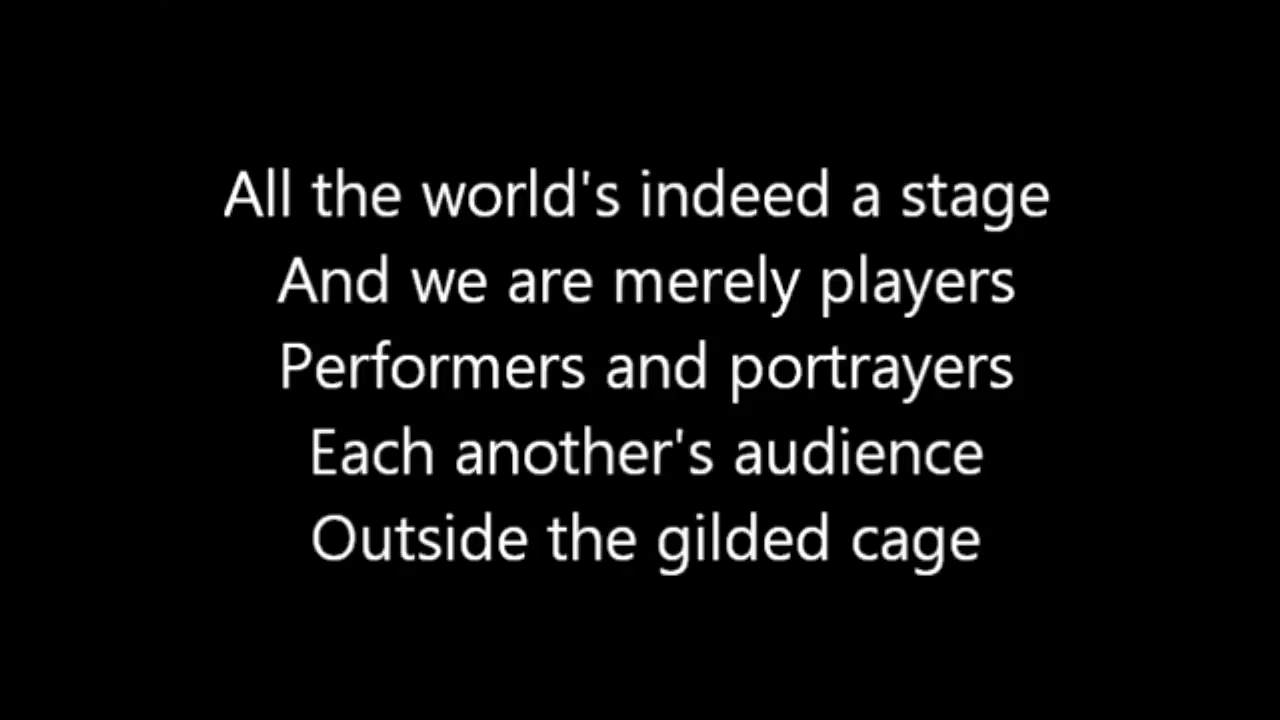 All the world's indeed a stage
And we are merely players
Performers and portrayers
Each another's audience
Outside the gilded cage